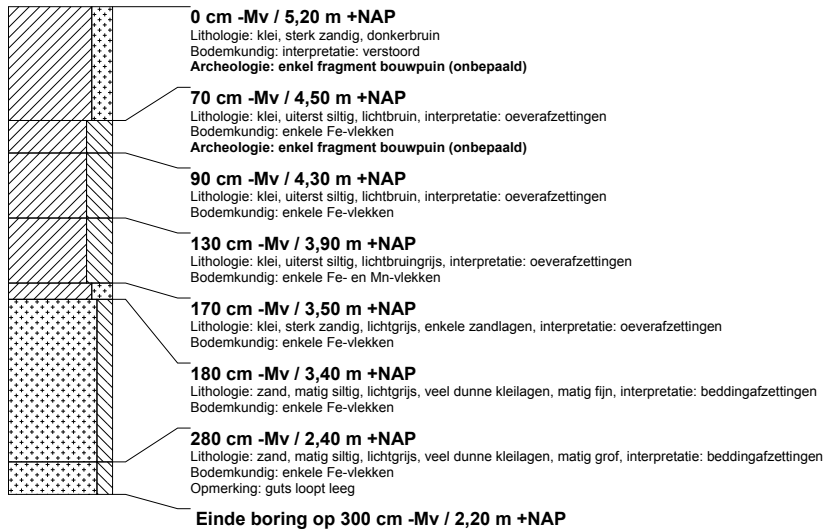 0 cm -Mv / 5,20 m +NAP
Lithologie: klei, sterk zandig, donkerbruin
Bodemkundig: interpretatie: verstoord
Archeologie: enkel fragment bouwpuin (onbepaald)
70 cm -Mv / 4,50 m +NAP
Lithologie: klei, uiterst siltig, lichtbruin, interpretatie: oeverafzettingen
Bodemkundig: enkele Fe-vlekken
Archeologie: enkel fragment bouwpuin (onbepaald)
90 cm -Mv / 4,30 m +NAP
Lithologie: klei, uiterst siltig, lichtbruin, interpretatie: oeverafzettingen
Bodemkundig: enkele Fe-vlekken
130 cm -Mv / 3,90 m +NAP
Lithologie: klei, uiterst siltig, lichtbruingrijs, interpretatie: oeverafzettingen
Bodemkundig: enkele Fe- en Mn-vlekken
170 cm -Mv / 3,50 m +NAP
Lithologie: klei, sterk zandig, lichtgrijs, enkele zandlagen, interpretatie: oeverafzettingen
Bodemkundig: enkele Fe-vlekken
180 cm -Mv / 3,40 m +NAP
Lithologie: zand, matig siltig, lichtgrijs, veel dunne kleilagen, matig fijn, interpretatie: beddingafzettingen
Bodemkundig: enkele Fe-vlekken
280 cm -Mv / 2,40 m +NAP
Lithologie: zand, matig siltig, lichtgrijs, veel dunne kleilagen, matig grof, interpretatie: beddingafzettingen
Bodemkundig: enkele Fe-vlekken
Opmerking: guts loopt leeg
Einde boring op 300 cm -Mv / 2,20 m +NAP